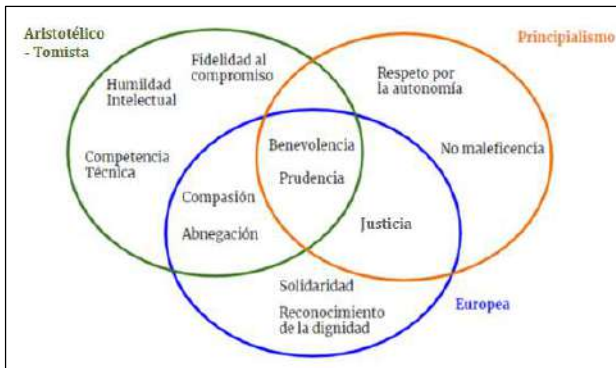 Aristotélico
- Tomista
Principialismo
Fidelidad al
compromiso
Humildad
Intelectual
Respeto por
la autonomía
Competencia
Técnica
Benevolencia
No maleficencia
Prudencia
Compasión
Abnegación
Justicia
Solidaridad
Reconocimiento
de la dignidad
Europea